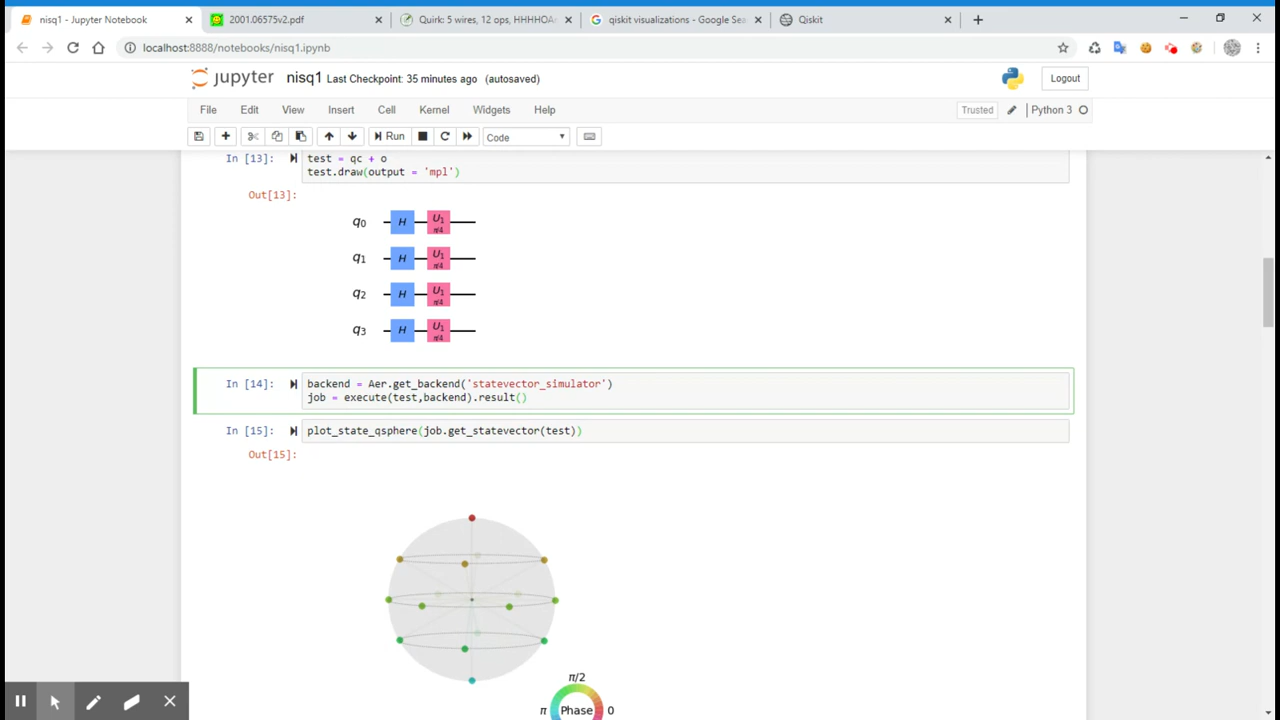 nisq1 - Jupyter Notebook
2001.06575v2.pdf
Quirk: 5 wires, 12 ops, HHHHOA
qiskit visualizations - Google Sea
Qiskit
localhost:8888/notebooks/nisq1.ipynb
jupyter nisq1 Last Checkpoint: 35 minutes ago (autosaved)
Logout
File Edit View Insert Cell Kernel Widgets Help
Trusted Python 3
Run Code
In [13]: test = qc + o
test.draw(output = 'mpl')
Out[13]:
q0 H U1 π/4
q1 H U1 π/4
q2 H U1 π/4
q3 H U1 π/4
In [14]: backend = Aer.get_backend('statevector_simulator')
job = execute(test,backend).result()
In [15]: plot_state_qsphere(job.get_statevector(test))
Out[15]:
π/2
π Phase 0